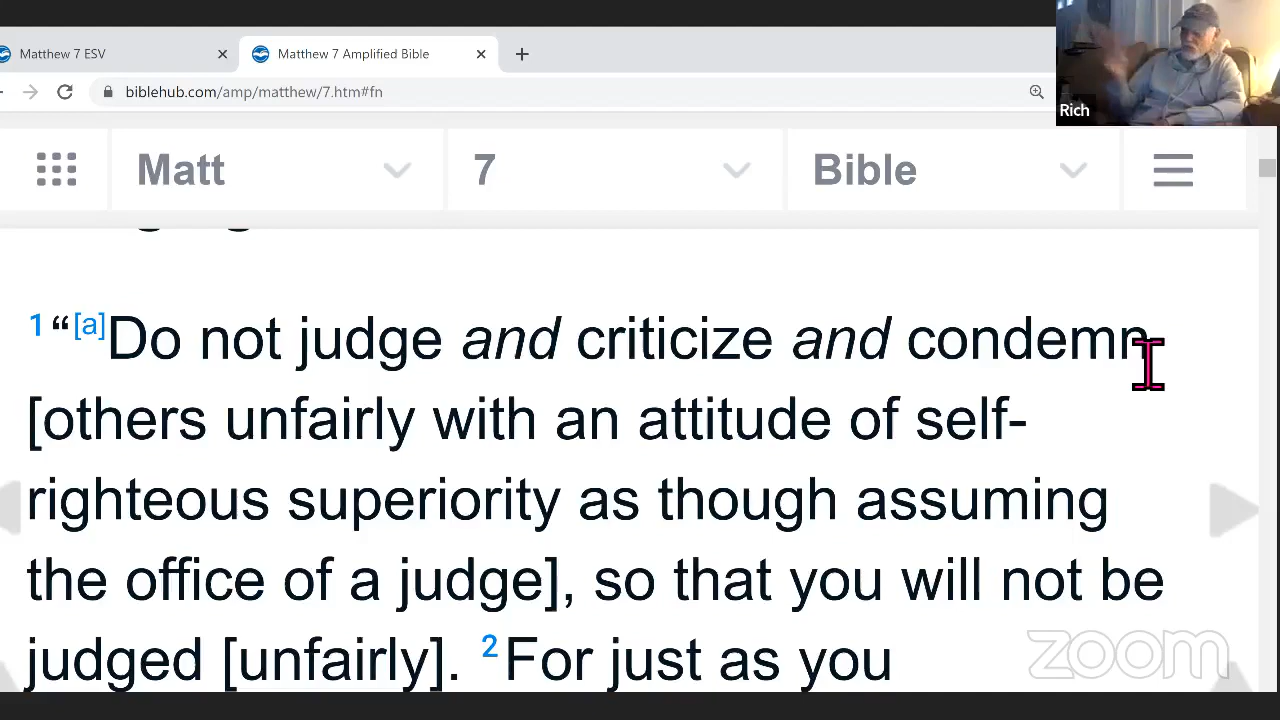 Matthew 7 ESV
Matthew 7 Amplified Bible
biblehub.com/amp/matthew/7.htm#fn
Rich
Matt
7
Bible
1 “[a]Do not judge and criticize and condemn
[others unfairly with an attitude of self-
righteous superiority as though assuming
the office of a judge], so that you will not be
judged [unfairly]. 2 For just as you
zoom